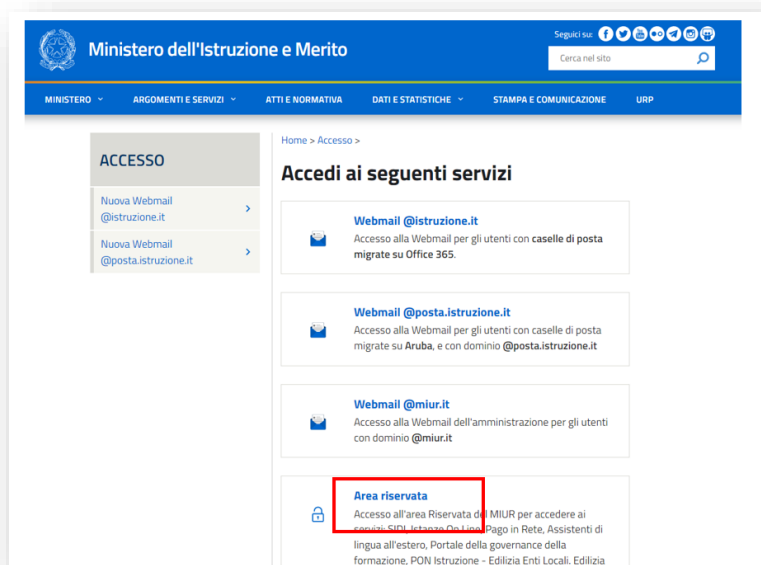 Seguici su:
Ministero dell'Istruzione e Merito
Cerca nel sito
MINISTERO ARGOMENTI E SERVIZI ATTI E NORMATIVA DATI E STATISTICHE STAMPA E COMUNICAZIONE URP
Home > Accesso >
ACCESSO
Accedi ai seguenti servizi
Nuova Webmail
@istruzione.it
Nuova Webmail
@posta.istruzione.it
Webmail @istruzione.it
Accesso alla Webmail per gli utenti con caselle di posta
migrate su Office 365.
Webmail @posta.istruzione.it
Accesso alla Webmail per gli utenti con caselle di posta
migrate su Aruba, e con dominio @posta.istruzione.it
Webmail @miur.it
Accesso alla Webmail dell'amministrazione per gli utenti
con dominio @miur.it
Area riservata
Accesso all'area Riservata del MIUR per accedere ai
servizi: SIDI, Istanze On Line, Pago in Rete, Assistenti di
lingua all'estero, Portale della governance della
formazione, PON Istruzione - Edilizia Enti Locali. Edilizia